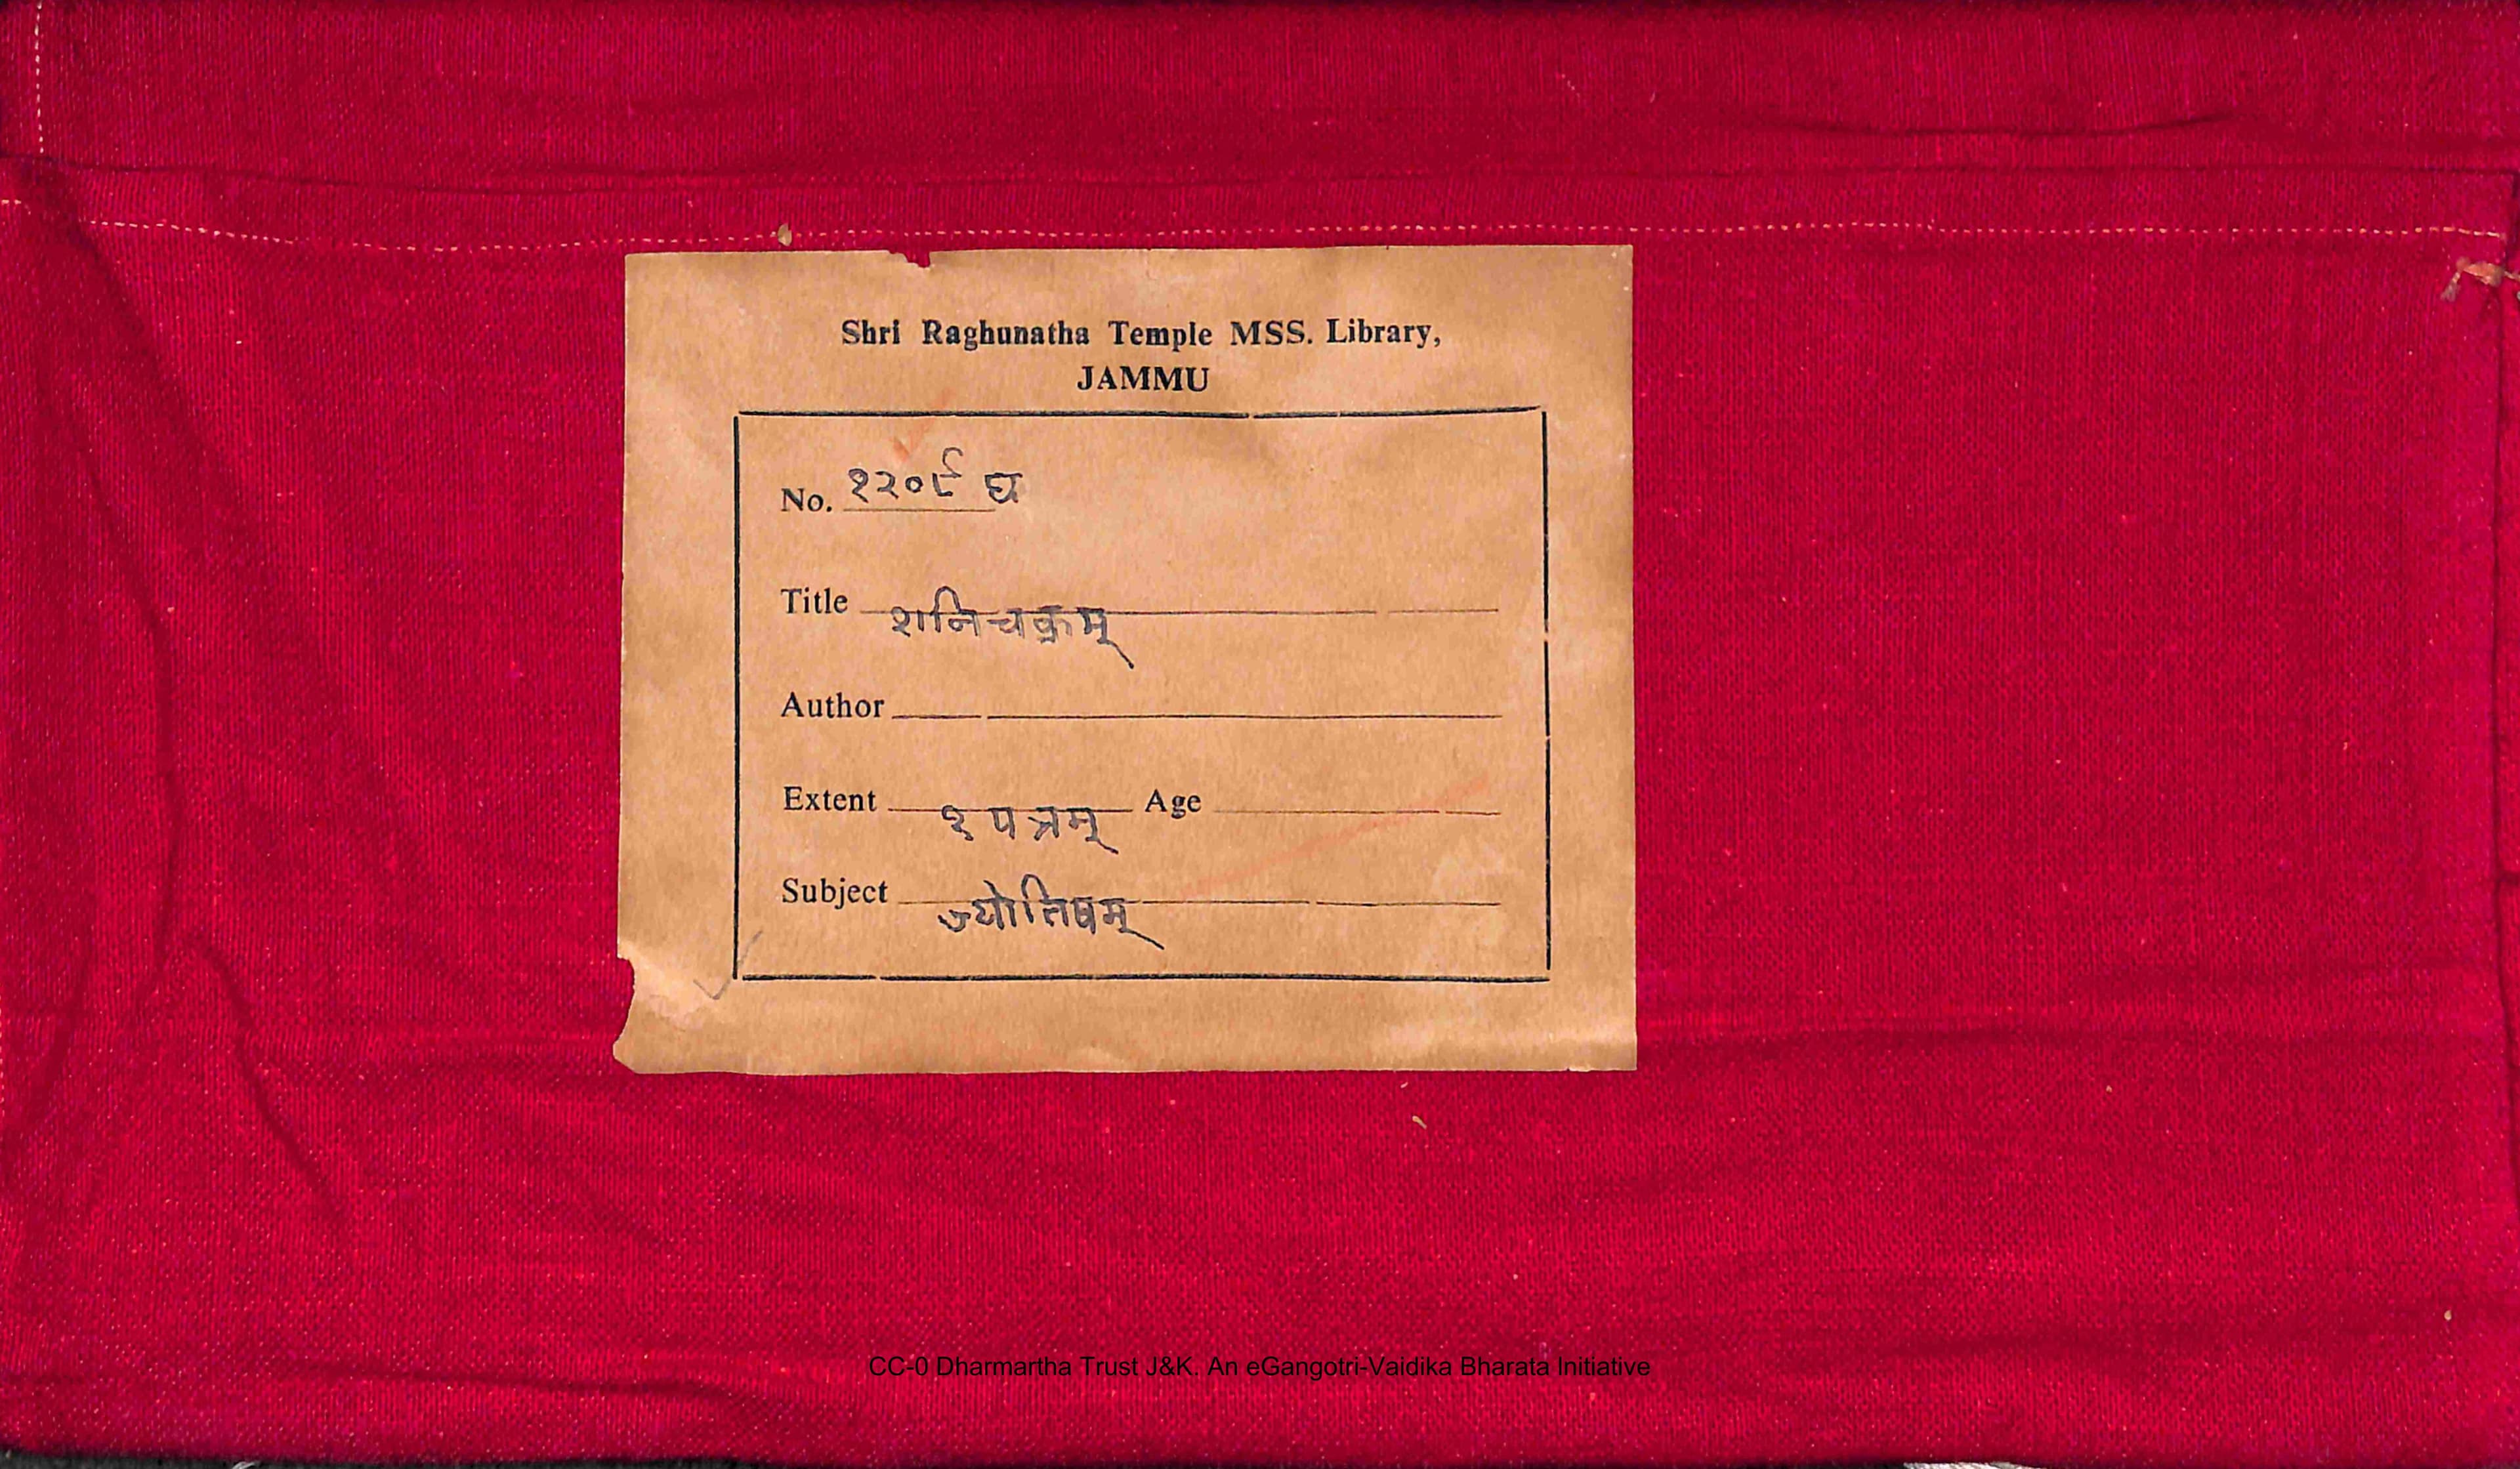 Shri Raghunatha Temple MSS. Library,
JAMMU
No. १२०९ घ
Title शनिचक्रम्
Author
Extent १ पत्रम् Age
Subject ज्योतिषम्
CC-0 Dharmartha Trust J&K. An eGangotri-Vaidika Bharata Initiative